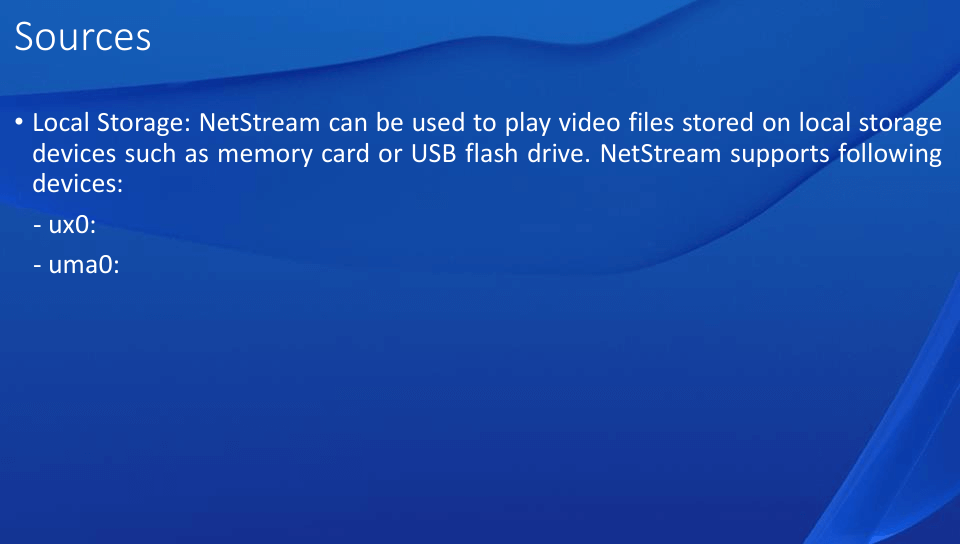 Sources
• Local Storage: NetStream can be used to play video files stored on local storage
devices such as memory card or USB flash drive. NetStream supports following
devices:
- ux0:
- uma0: